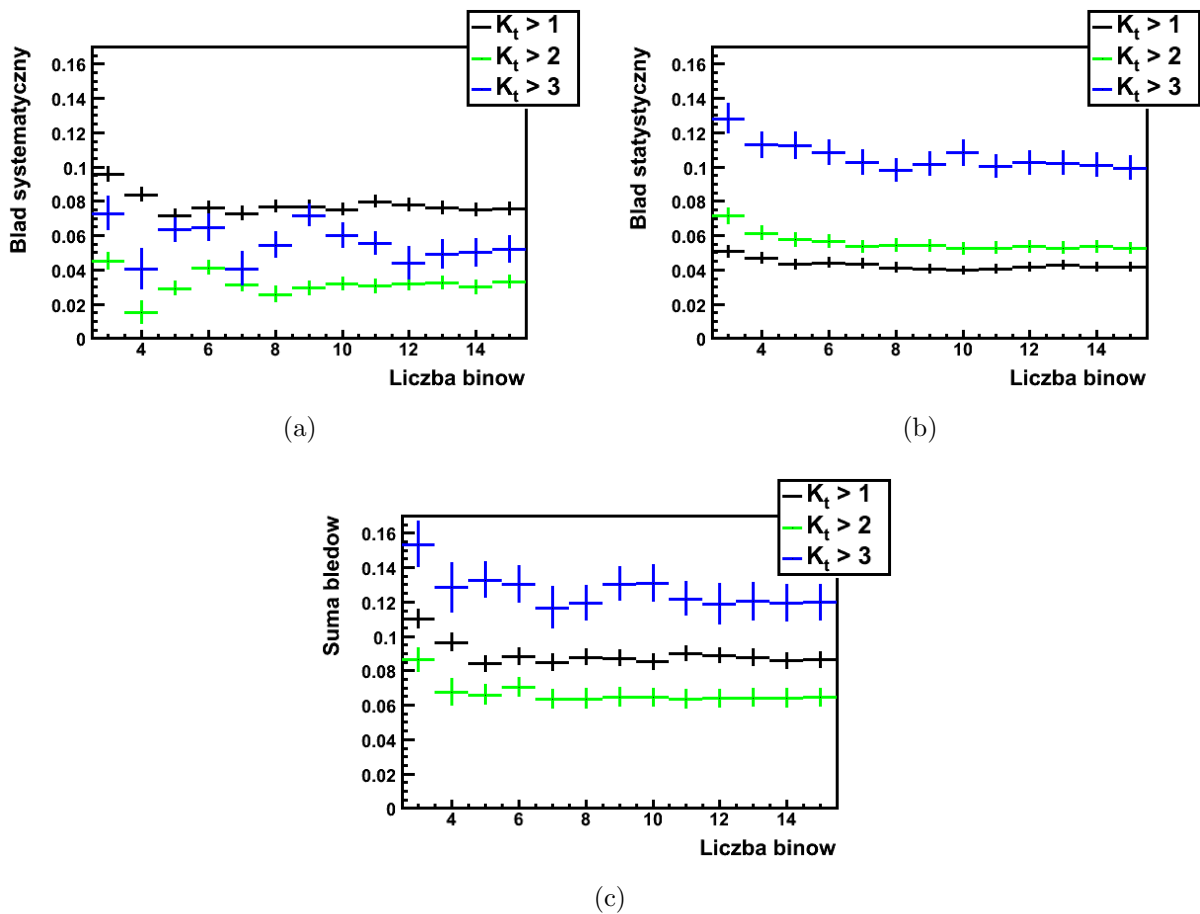 K_t > 1
K_t > 2
K_t > 3
Blad systematyczny
0.16
0.14
0.12
0.1
0.08
0.06
0.04
0.02
0
4 6 8 10 12 14
Liczba binow
(a)
K_t > 1
K_t > 2
K_t > 3
Blad statystyczny
0.16
0.14
0.12
0.1
0.08
0.06
0.04
0.02
0
4 6 8 10 12 14
Liczba binow
(b)
K_t > 1
K_t > 2
K_t > 3
Suma bledow
0.16
0.14
0.12
0.1
0.08
0.06
0.04
0.02
0
4 6 8 10 12 14
Liczba binow
(c)